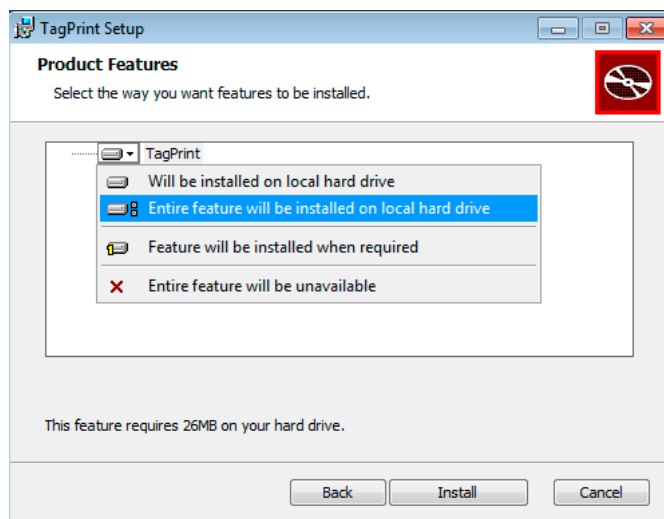 TagPrint Setup
Product Features
Select the way you want features to be installed.
TagPrint
Will be installed on local hard drive
Entire feature will be installed on local hard drive
Feature will be installed when required
Entire feature will be unavailable
This feature requires 26MB on your hard drive.
Back Install Cancel